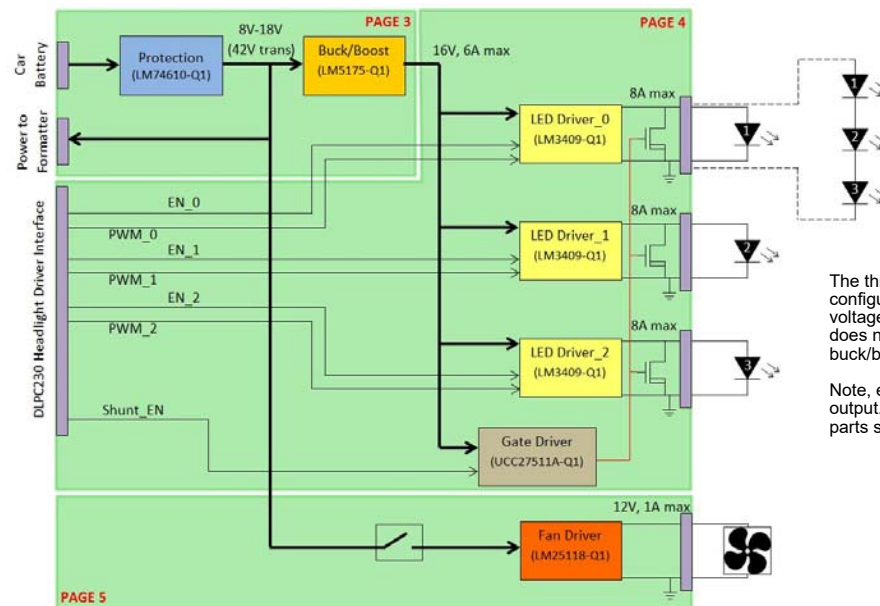 PAGE 3
PAGE 4
Car
Battery
Protection
(LM74610-Q1)
8V-18V
(42V trans)
Buck/Boost
(LM5175-Q1)
16V, 6A max
Power to
Formatter
DLPC230 Headlight Driver Interface
EN_0
PWM_0
EN_1
PWM_1
EN_2
PWM_2
Shunt_EN
8A max
LED Driver_0
(LM3409-Q1)
1
8A max
LED Driver_1
(LM3409-Q1)
2
8A max
LED Driver_2
(LM3409-Q1)
3
Gate Driver
(UCC27511A-Q1)
1
2
3
The
configu
voltage
does n
buck/b
Note, e
output.
parts s
12V, 1A max
Fan Driver
(LM25118-Q1)
PAGE 5